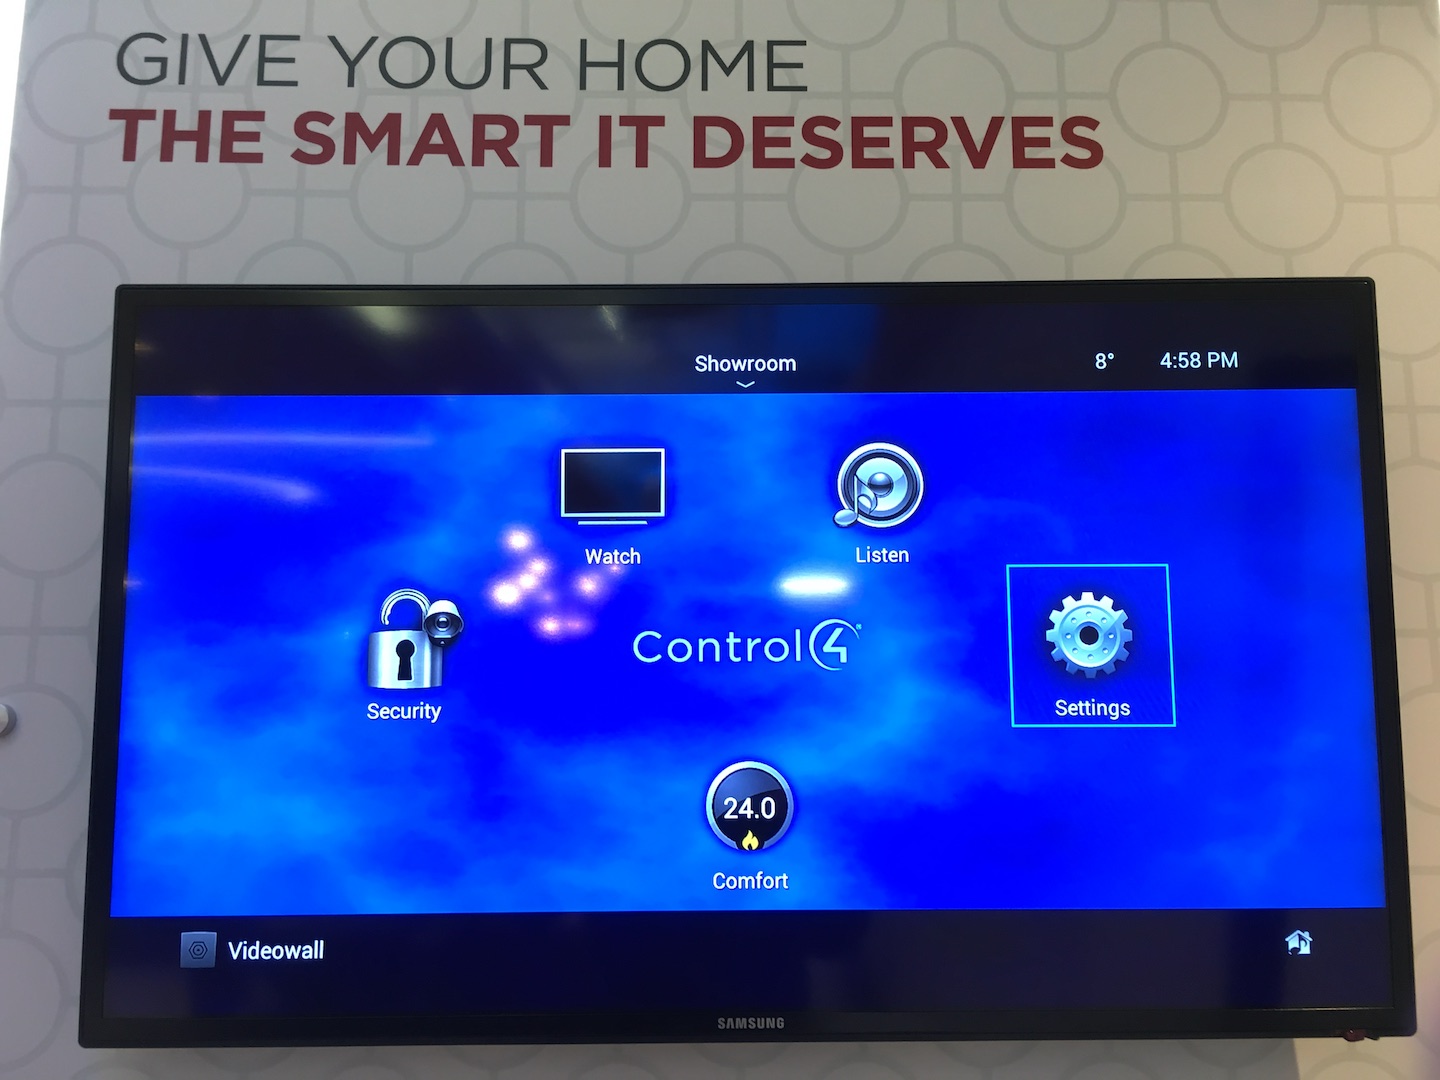 GIVE YOUR HOME
THE SMART IT DESERVES
Showroom
8° 4:58 PM
Watch
Listen
Security
Control4
Settings
24.0
Comfort
Videowall
SAMSUNG